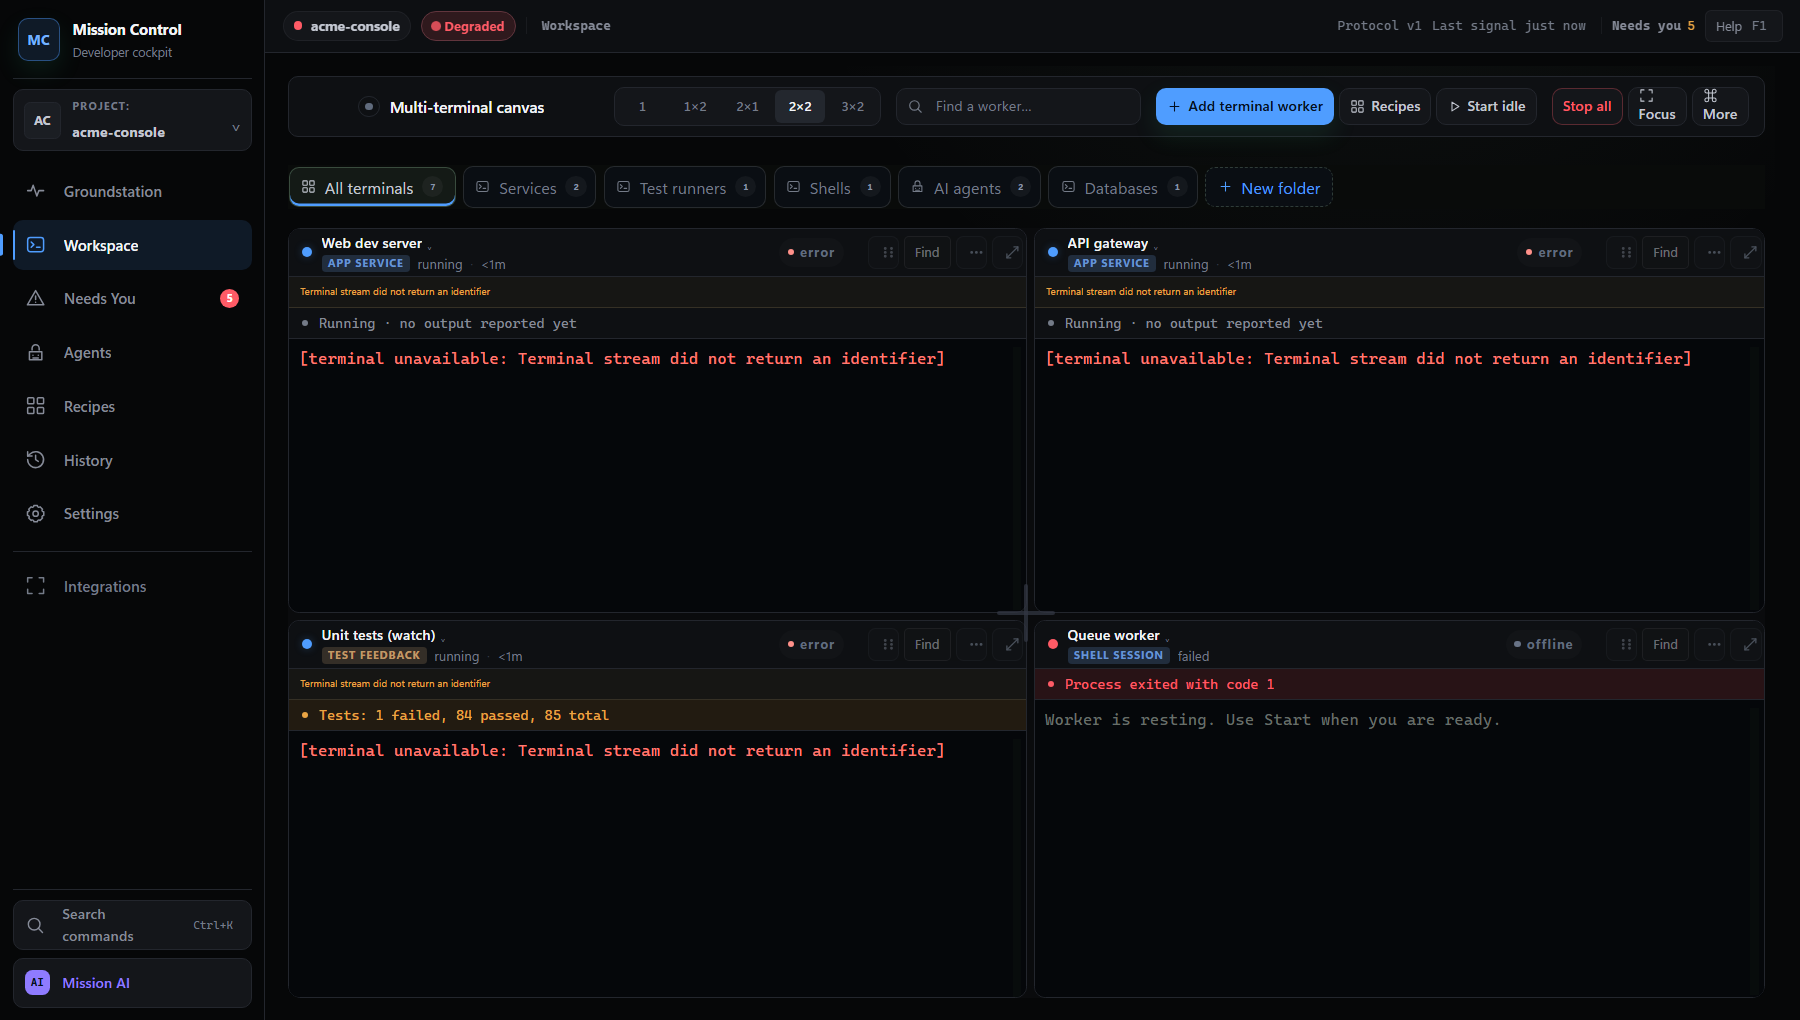 MC
Mission Control
Developer cockpit
PROJECT:
AC
acme-console
Groundstation
Workspace
Needs You 5
Agents
Recipes
History
Settings
Integrations
Search commands Ctrl+K
AI Mission AI
acme-console Degraded Workspace
Protocol v1 Last signal just now Needs you 5 Help F1
Multi-terminal canvas 1 1×2 2×1 2×2 3×2 Find a worker... + Add terminal worker Recipes Start idle Stop all Focus ⌘ More
All terminals 7 Services 2 Test runners 1 Shells 1 AI agents 2 Databases 1 + New folder
Web dev server
APP SERVICE running · <1m error Find ···
Terminal stream did not return an identifier
Running · no output reported yet
[terminal unavailable: Terminal stream did not return an identifier]
API gateway
APP SERVICE running · <1m error Find ···
Terminal stream did not return an identifier
Running · no output reported yet
[terminal unavailable: Terminal stream did not return an identifier]
Unit tests (watch)
TEST FEEDBACK running · <1m error Find ···
Terminal stream did not return an identifier
Tests: 1 failed, 84 passed, 85 total
[terminal unavailable: Terminal stream did not return an identifier]
Queue worker
SHELL SESSION failed offline Find ···
Process exited with code 1
Worker is resting. Use Start when you are ready.